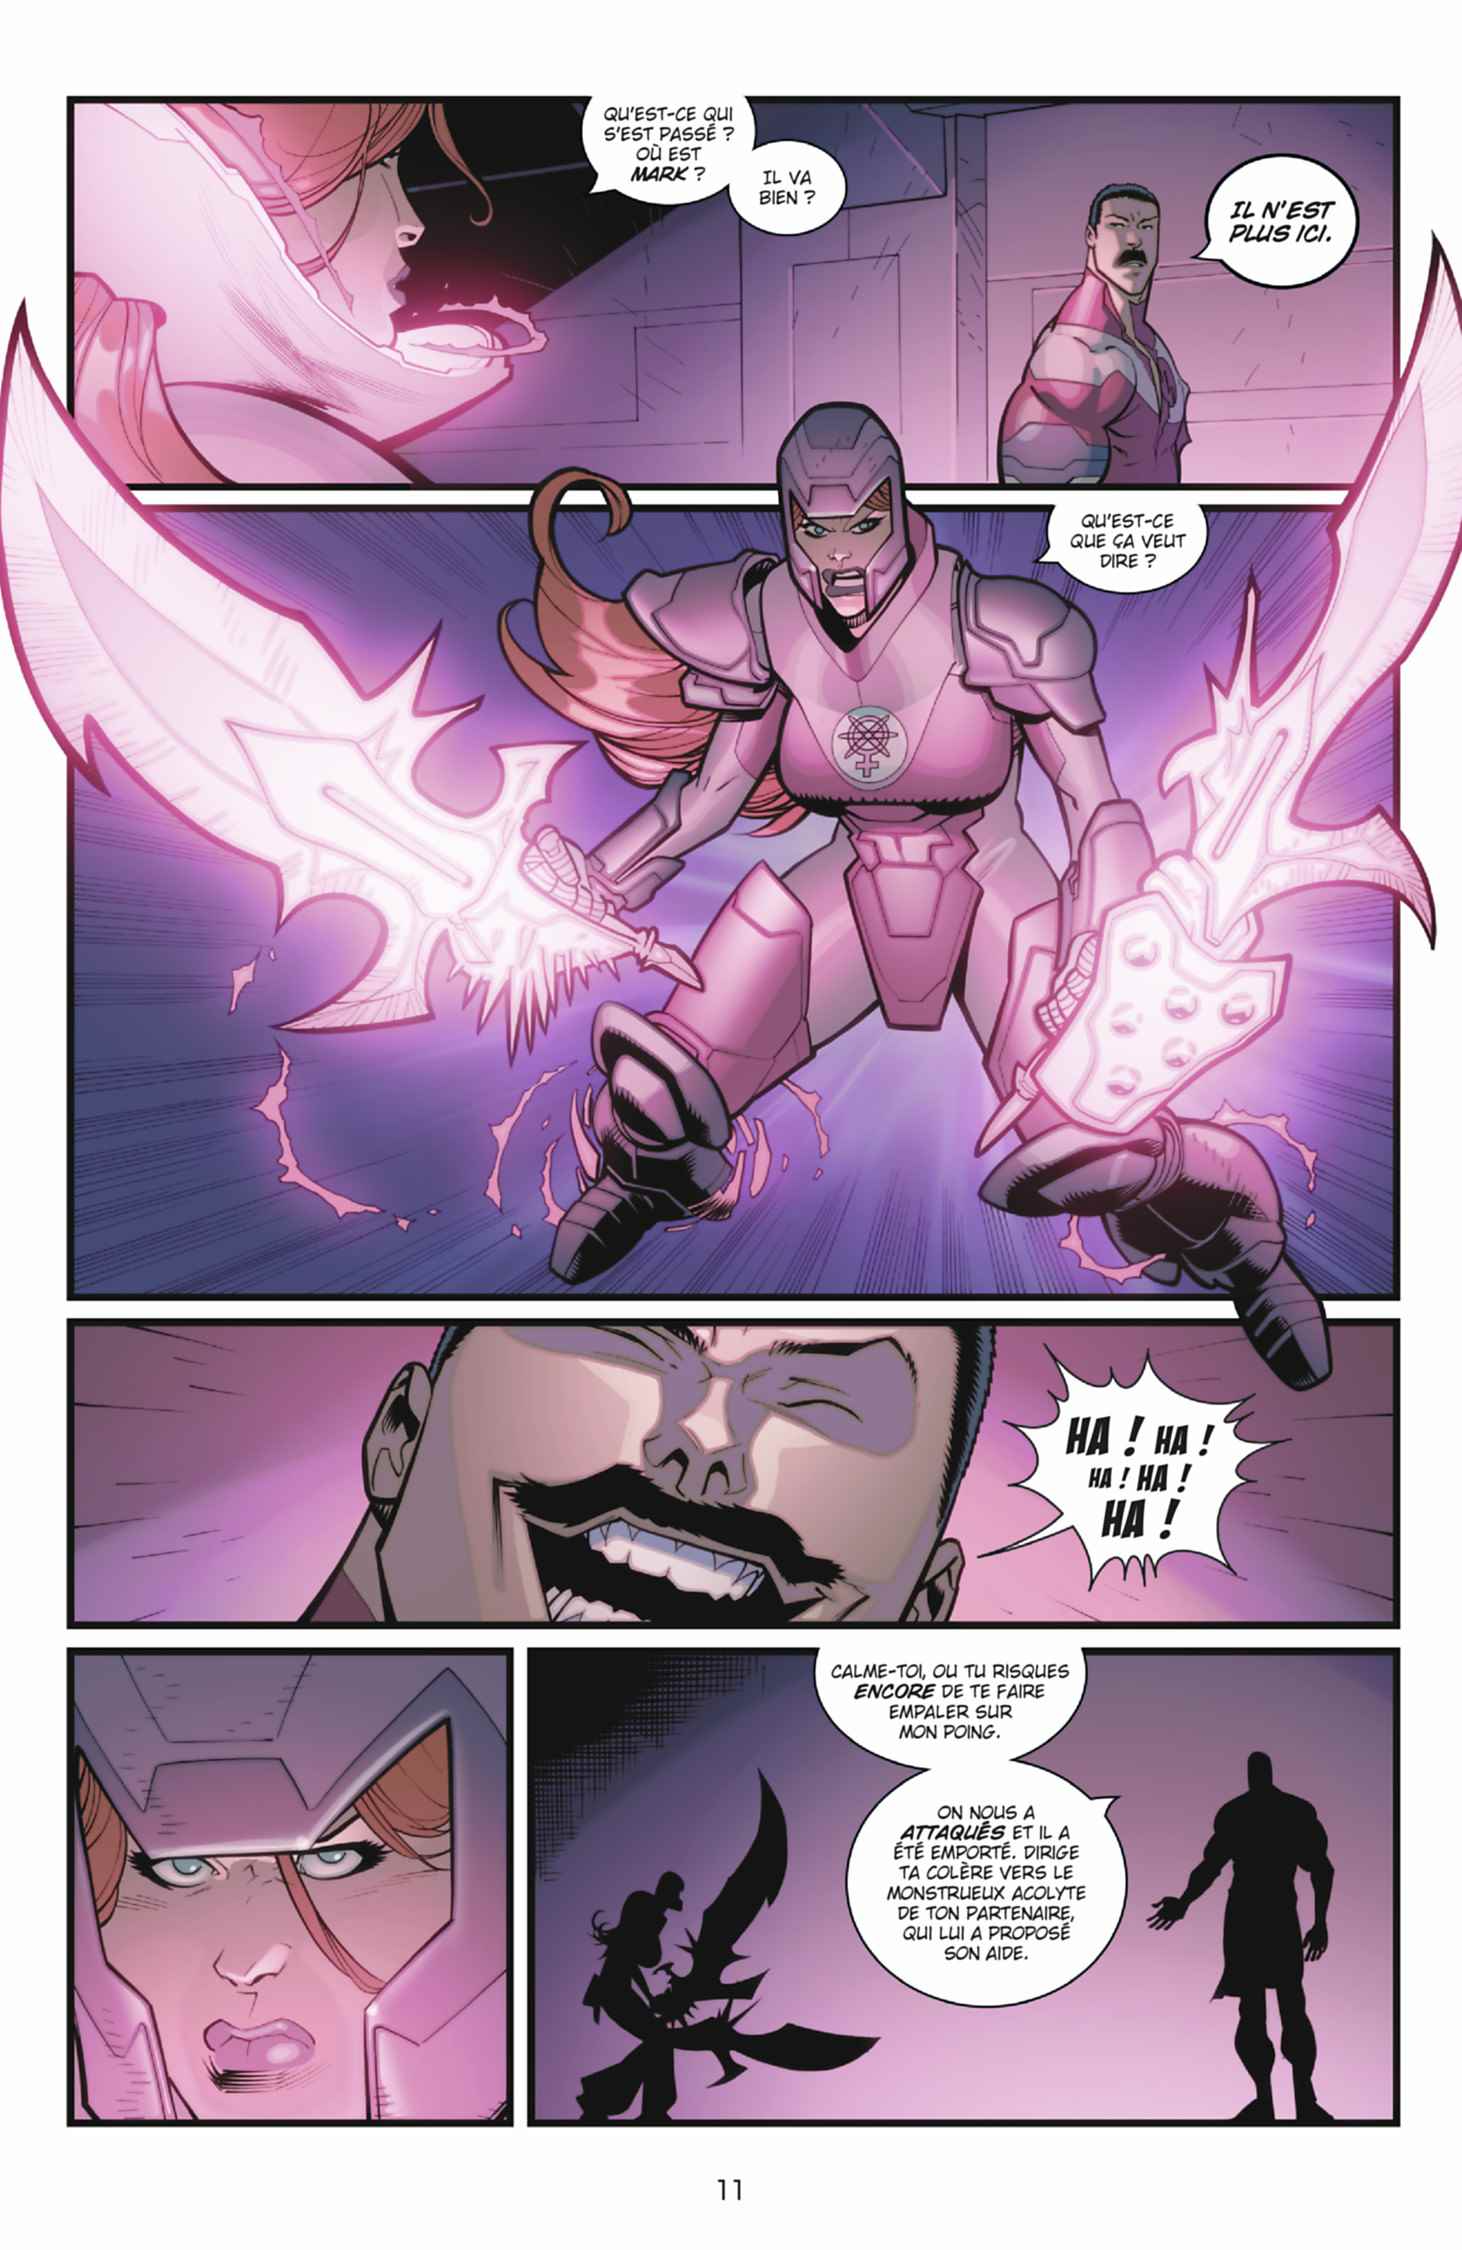 QU'EST-CE QUI
S'EST PASSÉ ?
OÙ EST
MARK ?
IL VA
BIEN ?
IL N'EST
PLUS ICI.
QU'EST-CE
QUE ÇA VEUT
DIRE ?
HA ! HA !
HA ! HA !
HA !
CALME-TOI, OU TU RISQUES
ENCORE DE TE FAIRE
EMPALER SUR
MON POING.
ON NOUS A
ATTAQUÉS ET IL A
ÉTÉ EMPORTÉ. DIRIGE
TA COLÈRE VERS LE
MONSTRUEUX ACOLYTE
DE TON PARTENAIRE,
QUI LUI A PROPOSÉ
SON AIDE.
11